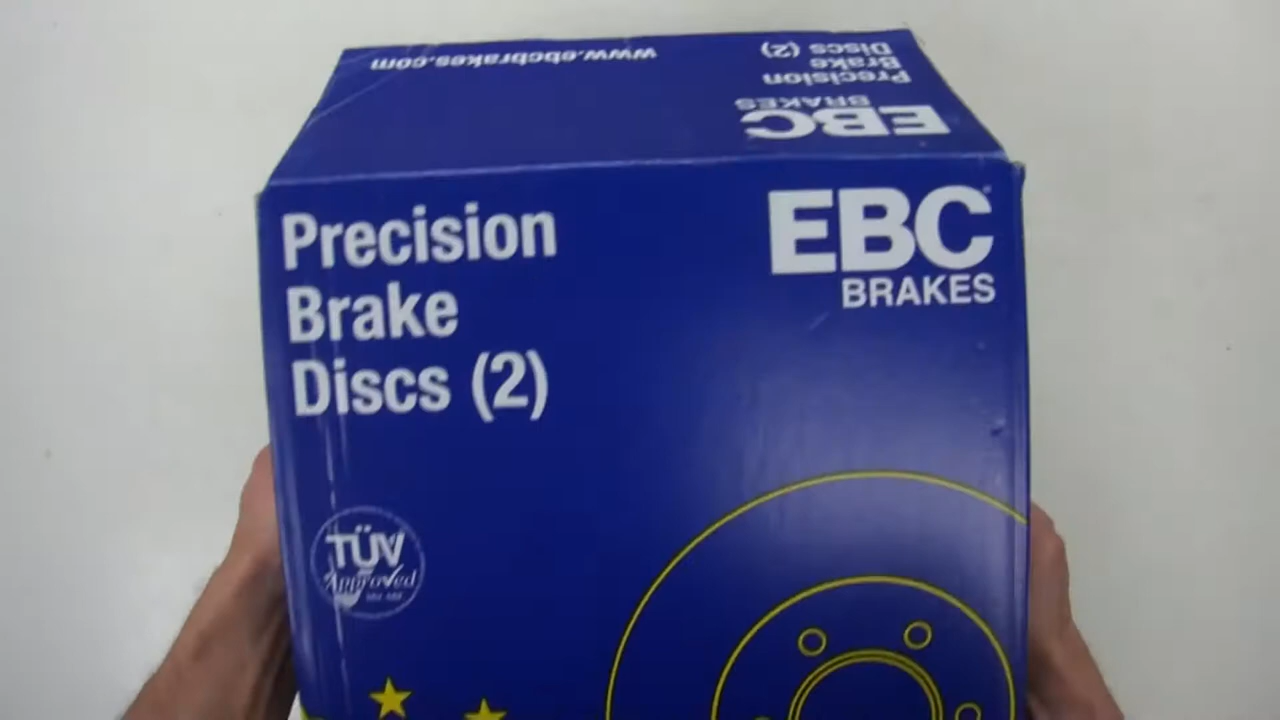 www.ebcbrakes.com
Precision
Brake
Discs (2)
EBC
BRAKES
Precision
Brake
Discs (2)
EBC
BRAKES
TÜV
Approved